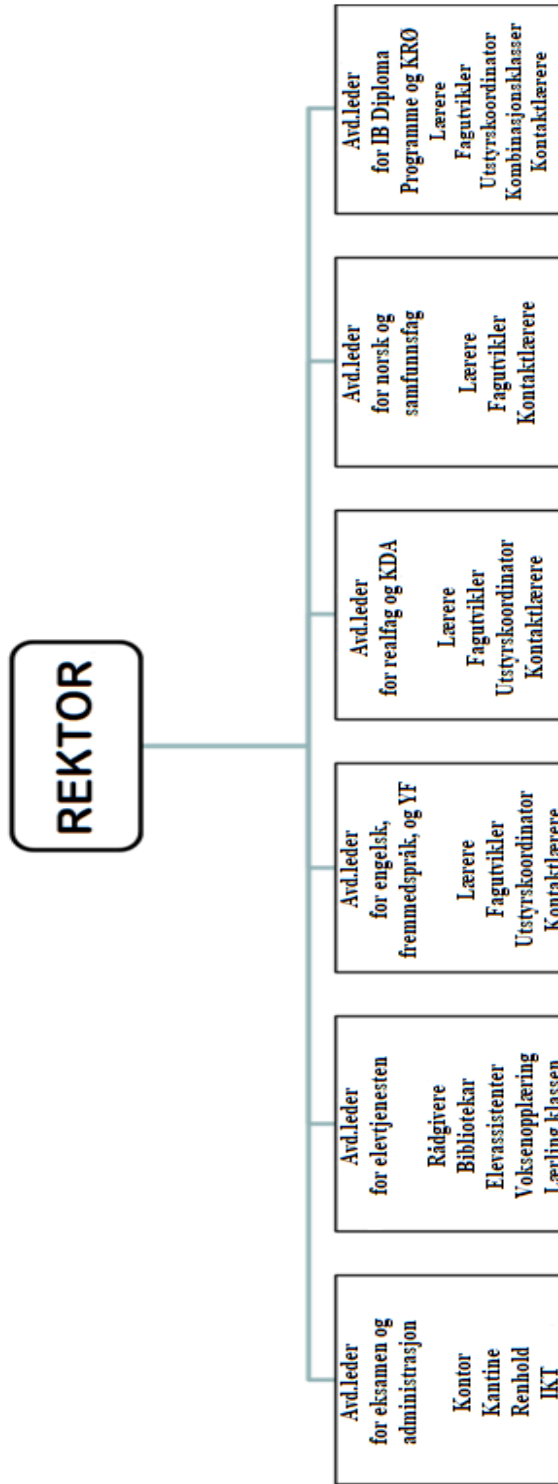 REKTOR
Avd.leder
for eksamen og
administrasjon
Kontor
Kantine
Renhold
IKT
Avd.leder
for elevtjenesten
Rådgivere
Bibliotekar
Elevassistenter
Voksenopplæring
Lærling klassen
Avd.leder
for engelsk,
fremmedspråk, og YF
Lærere
Fagutvikler
Utstyrskoordinator
Kontaktlærere
Avd.leder
for realfag og KDA
Lærere
Fagutvikler
Utstyrskoordinator
Kontaktlærere
Avd.leder
for norsk og
samfunnsfag
Lærere
Fagutvikler
Kontaktlærere
Avd.leder
for IB Diploma
Programme og KRØ
Lærere
Fagutvikler
Utstyrskoordinator
Kombinasjonsklasser
Kontaktlærere